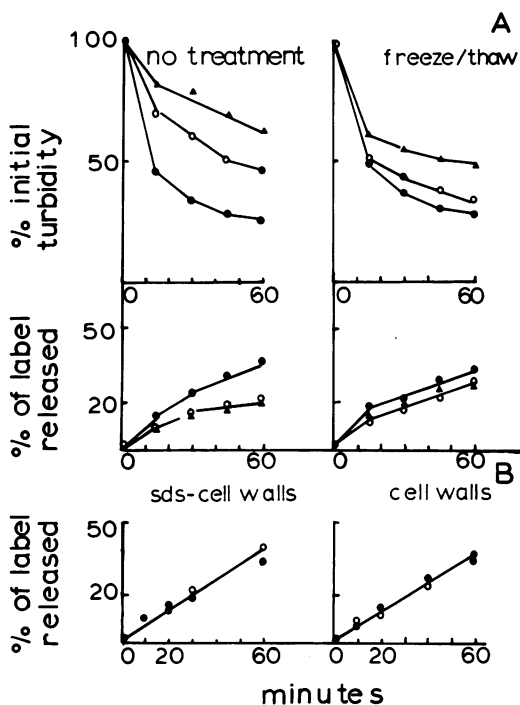 A
no treatment
freeze/thaw
% initial
turbidity
100
50
0 60
0 60
% of label
released
50
20
0 60
0 60
B
sds-cell walls
cell walls
% of label
released
50
20
0 20 60
0 20 60
minutes